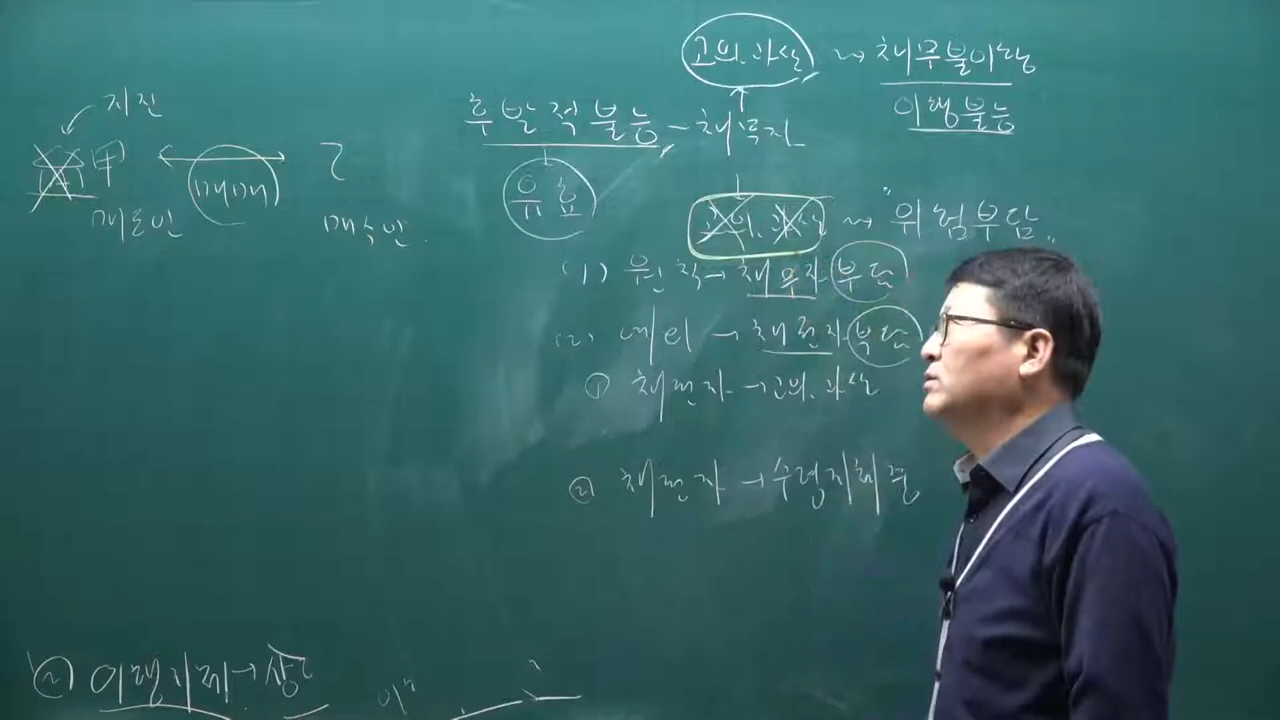 고의. 과실 ⇝ 채무불이행
이행불능
후발적 불능 - 채무자
유효
고의. 과실 ⇝ "위험부담"
(1) 원칙 → 채무자 부담
(2) 예외 → 채권자 부담
① 채권자 → 고의. 과실
② 채권자 → 수령지체 중
지진
甲 매매 乙
매도인 매수인
② 이행지체 →